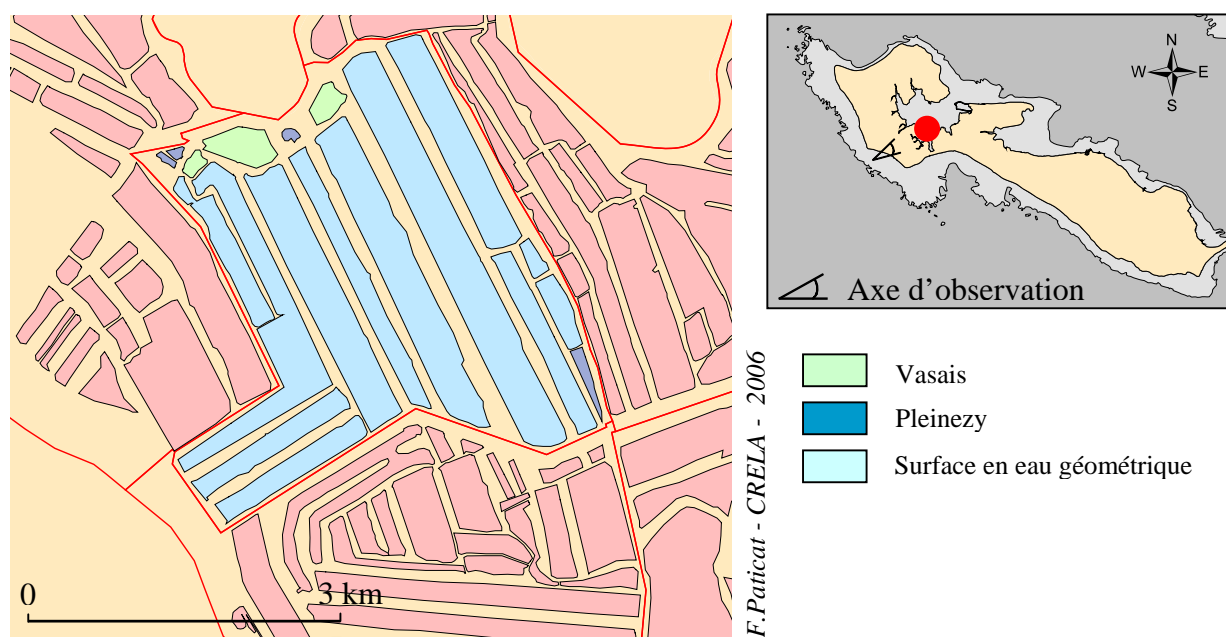 N
W E
S
Axe d'observation
Vasais
Pleinezy
Surface en eau géométrique
F.Paticat - CRELA - 2006
0 3 km